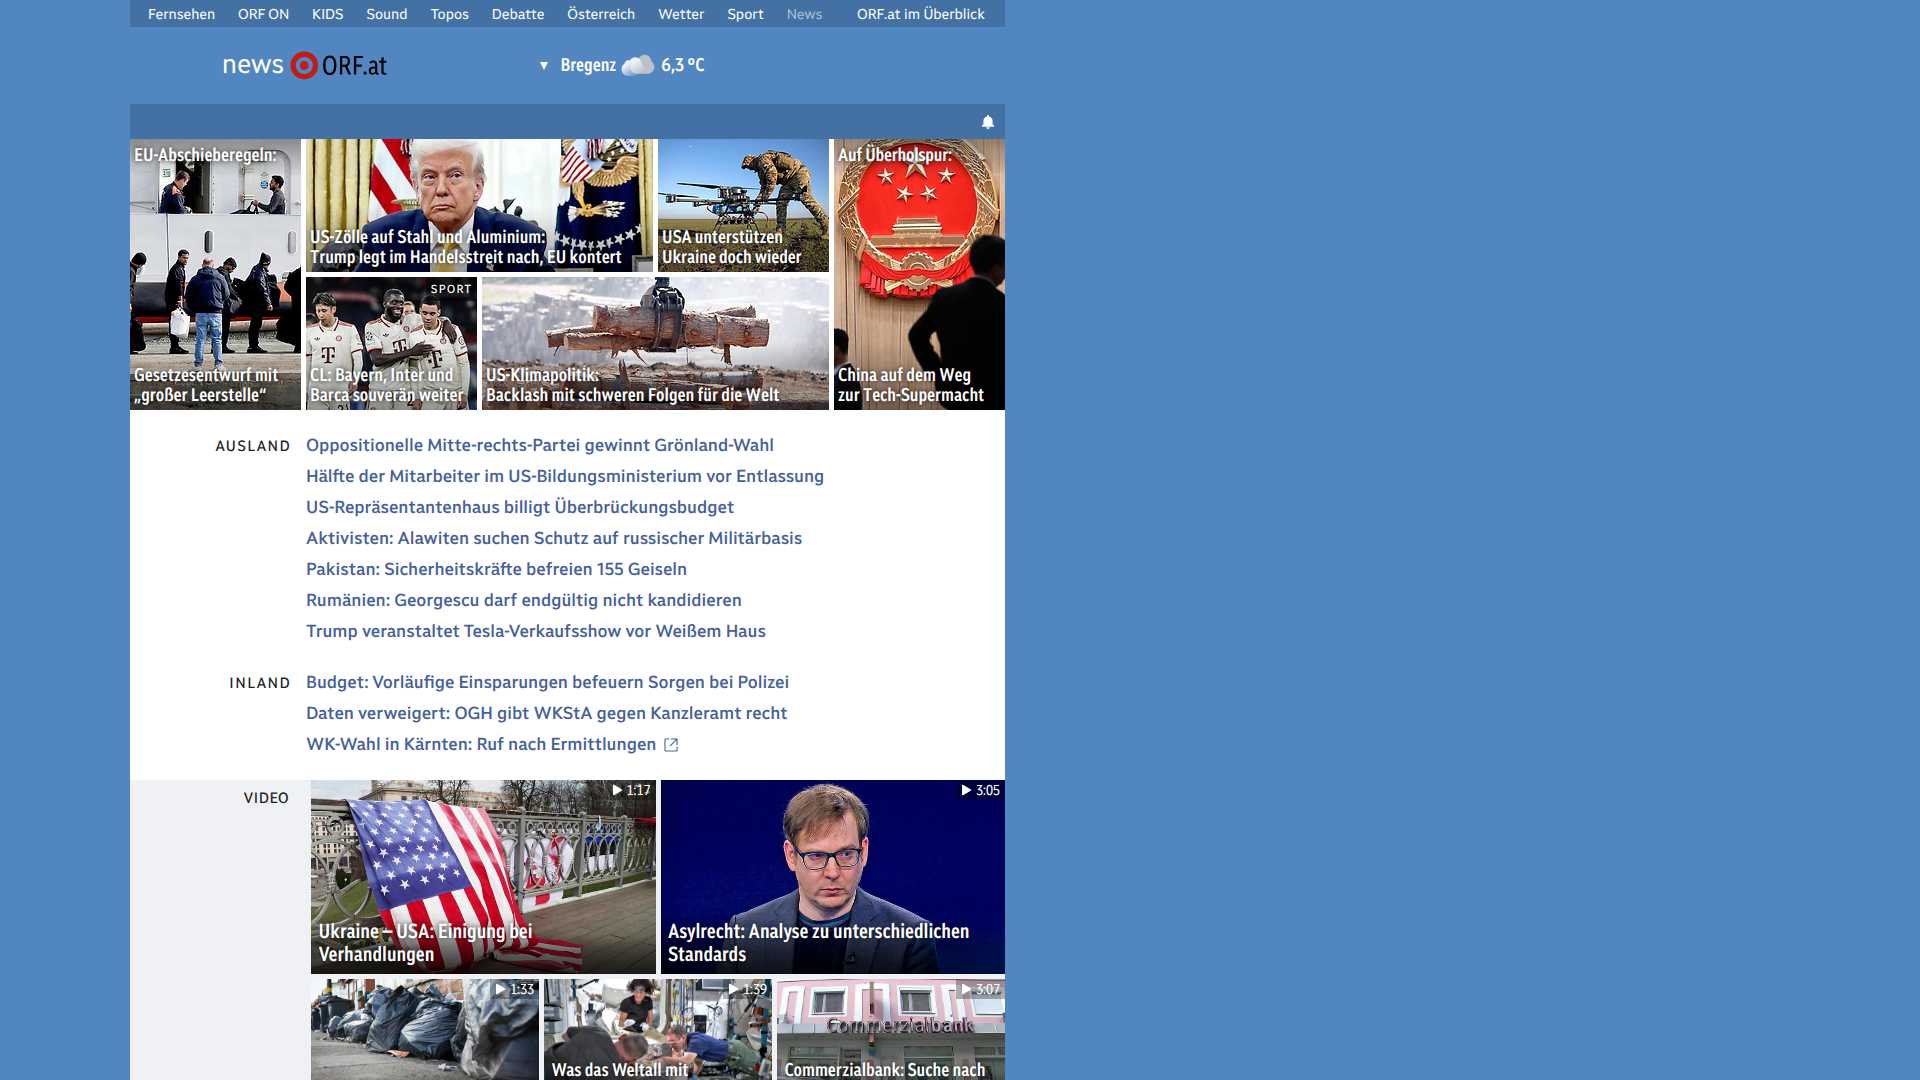 Fernsehen ORF ON KIDS Sound Topos Debatte Österreich Wetter Sport News ORF.at im Überblick
news ORF.at
▼ Bregenz 6,3 °C
EU-Abschieberegeln:
Gesetzesentwurf mit
„großer Leerstelle“
US-Zölle auf Stahl und Aluminium:
Trump legt im Handelsstreit nach, EU kontert
USA unterstützen
Ukraine doch wieder
Auf Überholspur:
China auf dem Weg
zur Tech-Supermacht
SPORT
CL: Bayern, Inter und
Barca souverän weiter
US-Klimapolitik:
Backlash mit schweren Folgen für die Welt
AUSLAND
Oppositionelle Mitte-rechts-Partei gewinnt Grönland-Wahl
Hälfte der Mitarbeiter im US-Bildungsministerium vor Entlassung
US-Repräsentantenhaus billigt Überbrückungsbudget
Aktivisten: Alawiten suchen Schutz auf russischer Militärbasis
Pakistan: Sicherheitskräfte befreien 155 Geiseln
Rumänien: Georgescu darf endgültig nicht kandidieren
Trump veranstaltet Tesla-Verkaufsshow vor Weißem Haus
INLAND
Budget: Vorläufige Einsparungen befeuern Sorgen bei Polizei
Daten verweigert: OGH gibt WKStA gegen Kanzleramt recht
WK-Wahl in Kärnten: Ruf nach Ermittlungen
VIDEO
1:17
Ukraine – USA: Einigung bei
Verhandlungen
3:05
Asylrecht: Analyse zu unterschiedlichen
Standards
1:33
1:39
Was das Weltall mit
3:07
Commerzialbank
Commerzialbank: Suche nach